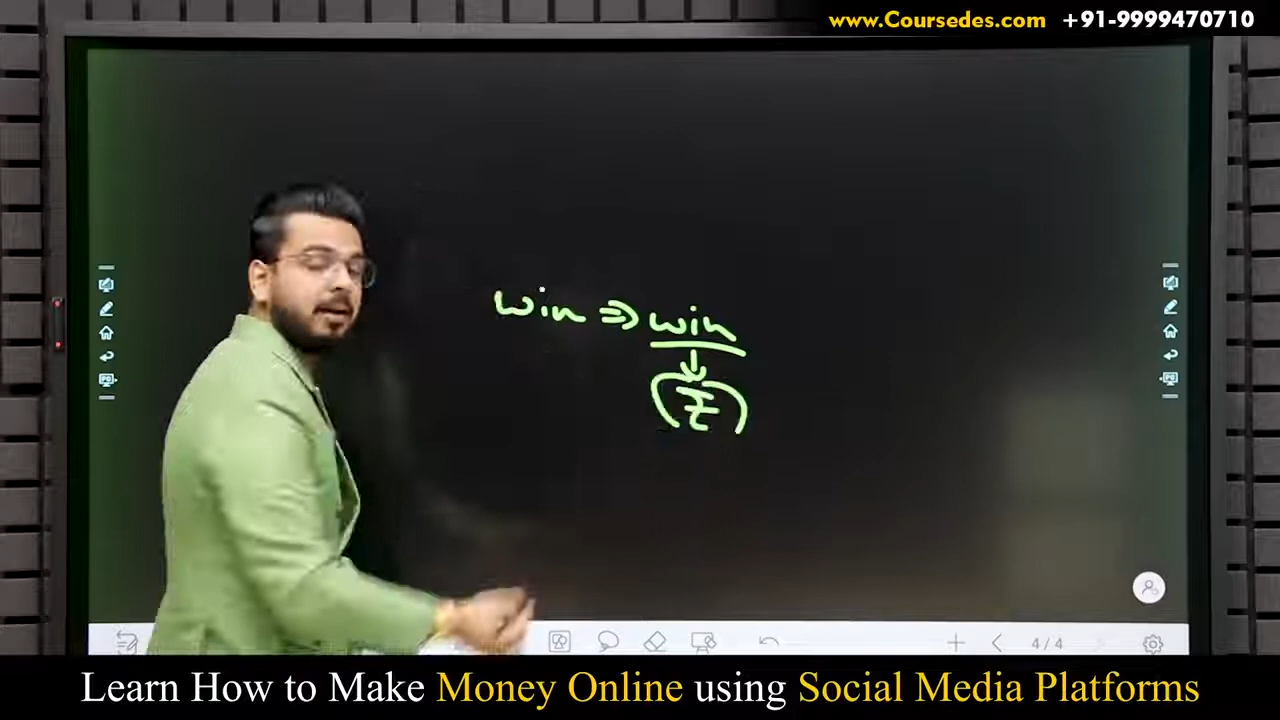 www.Coursedes.com +91-9999470710
win ⇒ win
↓
(Z)
4/4
Learn How to Make Money Online using Social Media Platforms